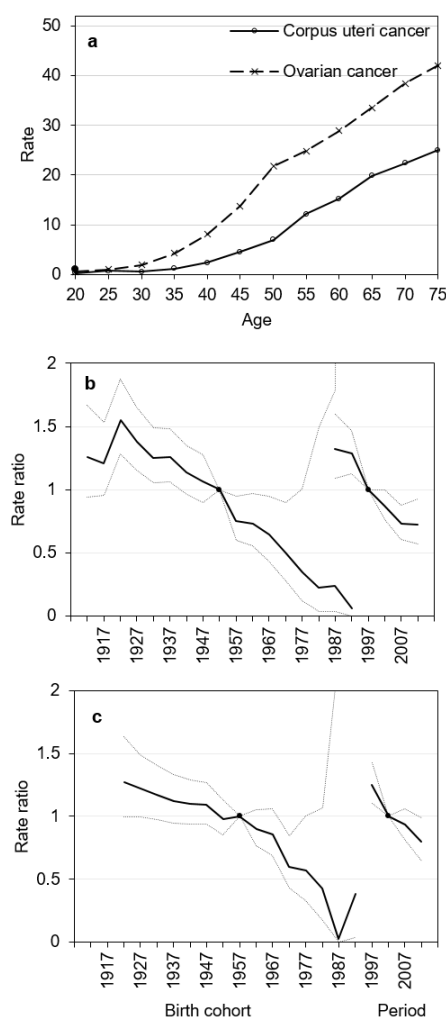 a
Corpus uteri cancer
Ovarian cancer
50
40
30
20
10
0
Rate
20 25 30 35 40 45 50 55 60 65 70 75
Age
b
2
1.5
1
0.5
0
Rate ratio
1917 1927 1937 1947 1957 1967 1977 1987 1997 2007
c
2
1.5
1
0.5
0
Rate ratio
1917 1927 1937 1947 1957 1967 1977 1987 1997 2007
Birth cohort Period